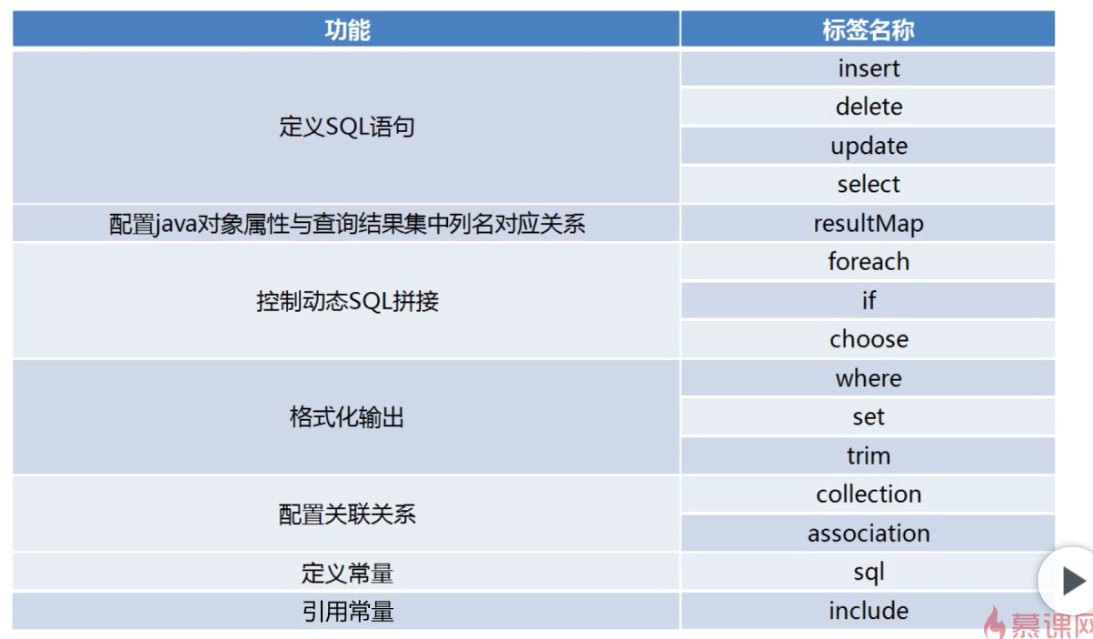 功能 标签名称
定义SQL语句
insert
delete
update
select
配置java对象属性与查询结果集中列名对应关系 resultMap
控制动态SQL拼接
foreach
if
choose
格式化输出
where
set
trim
配置关联关系
collection
association
定义常量 sql
引用常量 include
慕课网